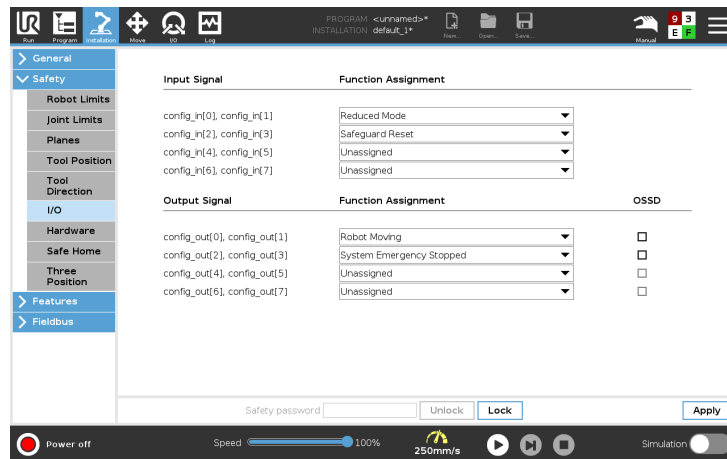 UR
PROGRAM <unnamed>*
INSTALLATION default_1*
Run Program Installation Move I/O Log New... Open... Save... Manual
9 3
E F
General
Safety
Robot Limits
Joint Limits
Planes
Tool Position
Tool
Direction
I/O
Hardware
Safe Home
Three
Position
Features
Fieldbus
Input Signal Function Assignment
config_in[0], config_in[1] Reduced Mode
config_in[2], config_in[3] Safeguard Reset
config_in[4], config_in[5] Unassigned
config_in[6], config_in[7] Unassigned
Output Signal Function Assignment OSSD
config_out[0], config_out[1] Robot Moving
config_out[2], config_out[3] System Emergency Stopped
config_out[4], config_out[5] Unassigned
config_out[6], config_out[7] Unassigned
Safety password Unlock Lock Apply
Power off Speed 100% 250mm/s Simulation